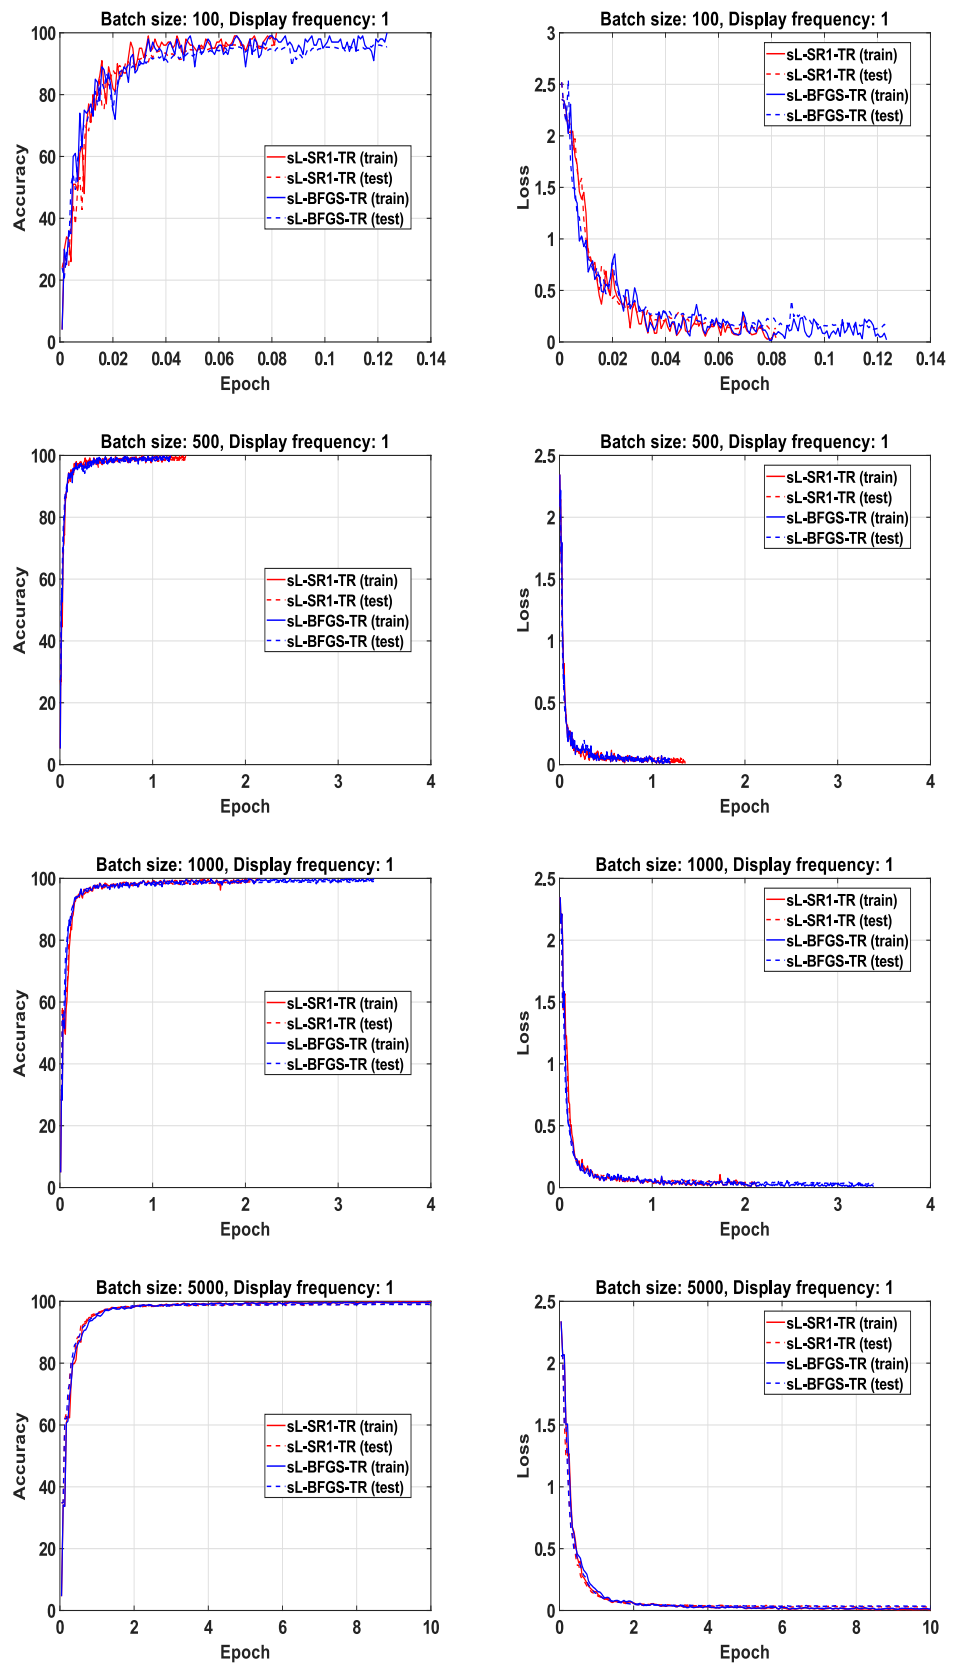 Batch size: 100, Display frequency: 1
100
80
60
40
20
0
Accuracy
sL-SR1-TR (train)
sL-SR1-TR (test)
sL-BFGS-TR (train)
sL-BFGS-TR (test)
0 0.02 0.04 0.06 0.08 0.1 0.12 0.14
Epoch
Batch size: 100, Display frequency: 1
3
2.5
2
1.5
1
0.5
0
Loss
sL-SR1-TR (train)
sL-SR1-TR (test)
sL-BFGS-TR (train)
sL-BFGS-TR (test)
0 0.02 0.04 0.06 0.08 0.1 0.12 0.14
Epoch
Batch size: 500, Display frequency: 1
100
80
60
40
20
0
Accuracy
sL-SR1-TR (train)
sL-SR1-TR (test)
sL-BFGS-TR (train)
sL-BFGS-TR (test)
0 1 2 3 4
Epoch
Batch size: 500, Display frequency: 1
2.5
2
1.5
1
0.5
0
Loss
sL-SR1-TR (train)
sL-SR1-TR (test)
sL-BFGS-TR (train)
sL-BFGS-TR (test)
0 1 2 3 4
Epoch
Batch size: 1000, Display frequency: 1
100
80
60
40
20
0
Accuracy
sL-SR1-TR (train)
sL-SR1-TR (test)
sL-BFGS-TR (train)
sL-BFGS-TR (test)
0 1 2 3 4
Epoch
Batch size: 1000, Display frequency: 1
2.5
2
1.5
1
0.5
0
Loss
sL-SR1-TR (train)
sL-SR1-TR (test)
sL-BFGS-TR (train)
sL-BFGS-TR (test)
0 1 2 3 4
Epoch
Batch size: 5000, Display frequency: 1
100
80
60
40
20
0
Accuracy
sL-SR1-TR (train)
sL-SR1-TR (test)
sL-BFGS-TR (train)
sL-BFGS-TR (test)
0 2 4 6 8 10
Epoch
Batch size: 5000, Display frequency: 1
2.5
2
1.5
1
0.5
0
Loss
sL-SR1-TR (train)
sL-SR1-TR (test)
sL-BFGS-TR (train)
sL-BFGS-TR (test)
0 2 4 6 8 10
Epoch